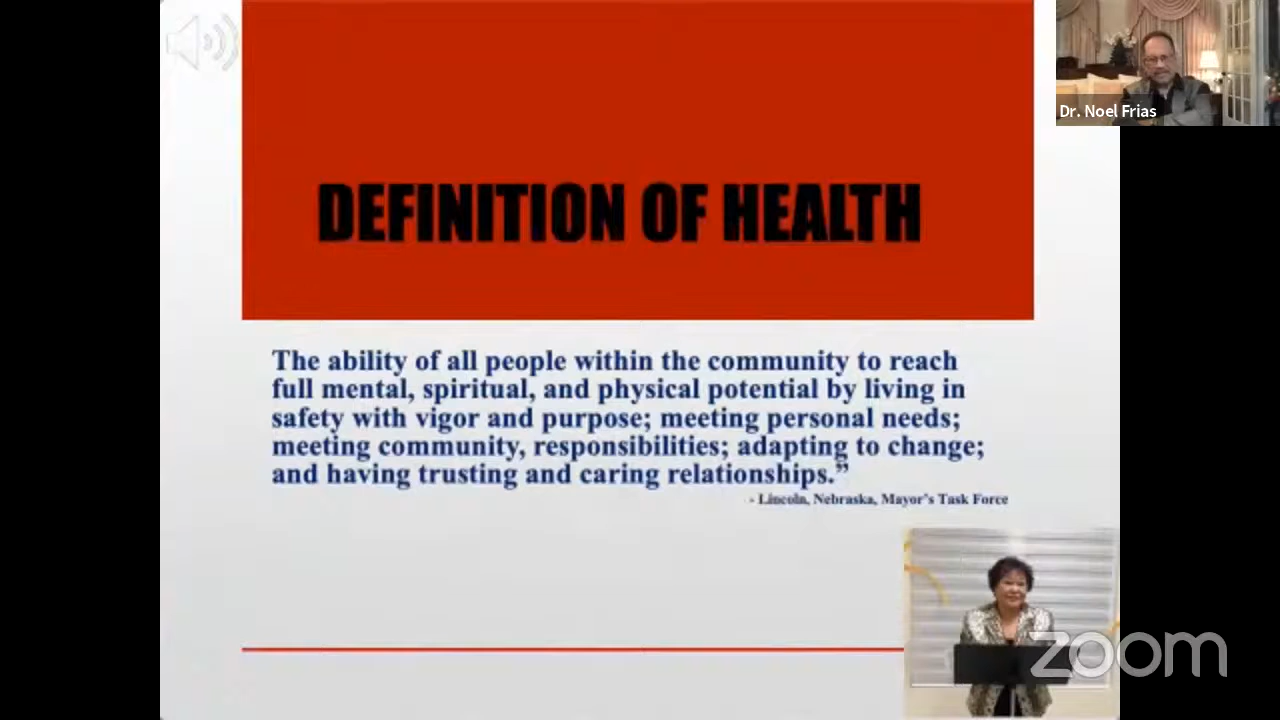 DEFINITION OF HEALTH
The ability of all people within the community to reach
full mental, spiritual, and physical potential by living in
safety with vigor and purpose; meeting personal needs;
meeting community, responsibilities; adapting to change;
and having trusting and caring relationships.”
- Lincoln, Nebraska, Mayor’s Task Force
Dr. Noel Frias
zoom